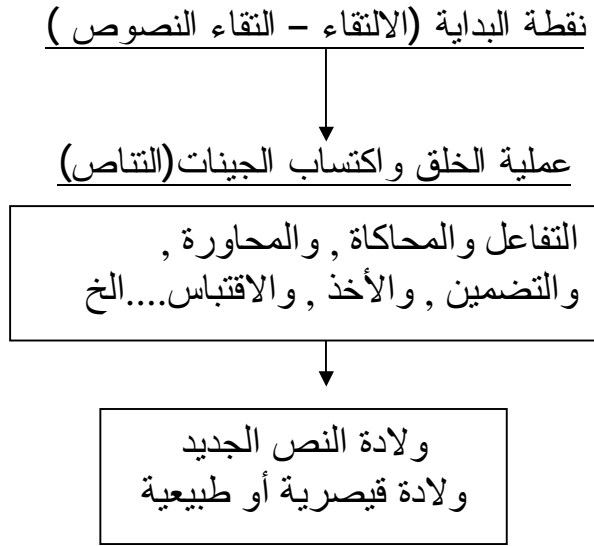 نقطة البداية (الالتقاء – التقاء النصوص )
عملية الخلق واكتساب الجينات(التناص)
التفاعل والمحاكاة , والمحاورة ,
والتضمين , والأخذ , والاقتباس....الخ
ولادة النص الجديد
ولادة قيصرية أو طبيعية